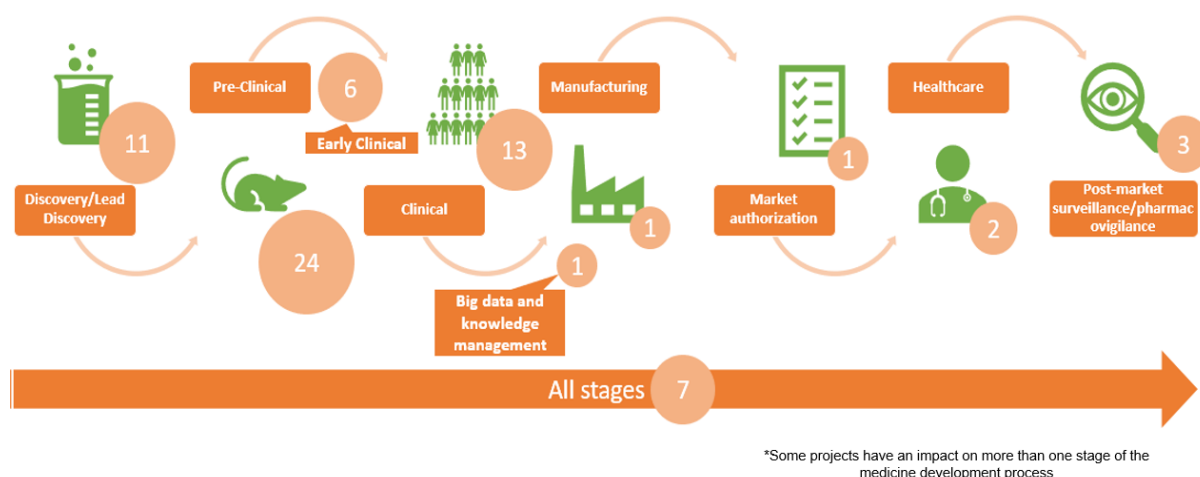 Pre-Clinical
6
Early Clinical
Manufacturing
Healthcare
11
13
1
3
Discovery/Lead
Discovery
24
Clinical
1
Market
authorization
2
Post-market
surveillance/pharmac
ovigilance
1
Big data and
knowledge
management
All stages 7
*Some projects have an impact on more than one stage of the
medicine development process